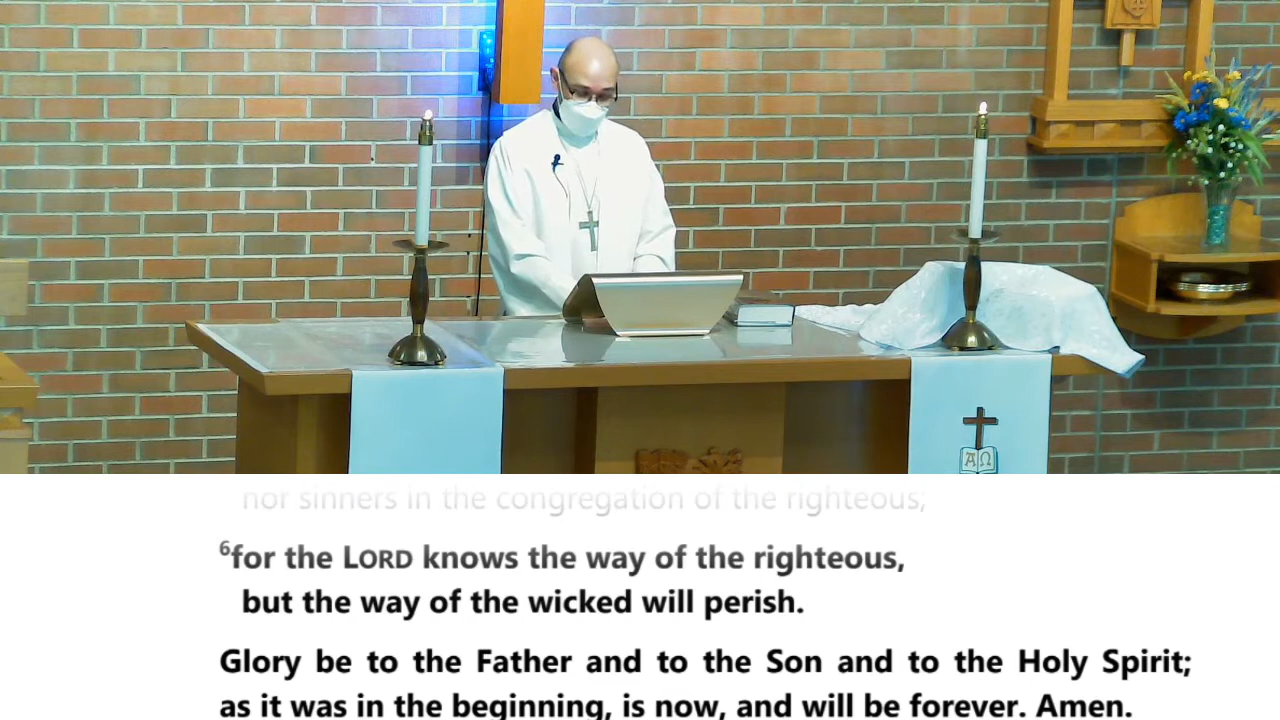 ΑΩ
nor sinners in the congregation of the righteous;
⁶for the LORD knows the way of the righteous,
but the way of the wicked will perish.
Glory be to the Father and to the Son and to the Holy Spirit;
as it was in the beginning, is now, and will be forever. Amen.